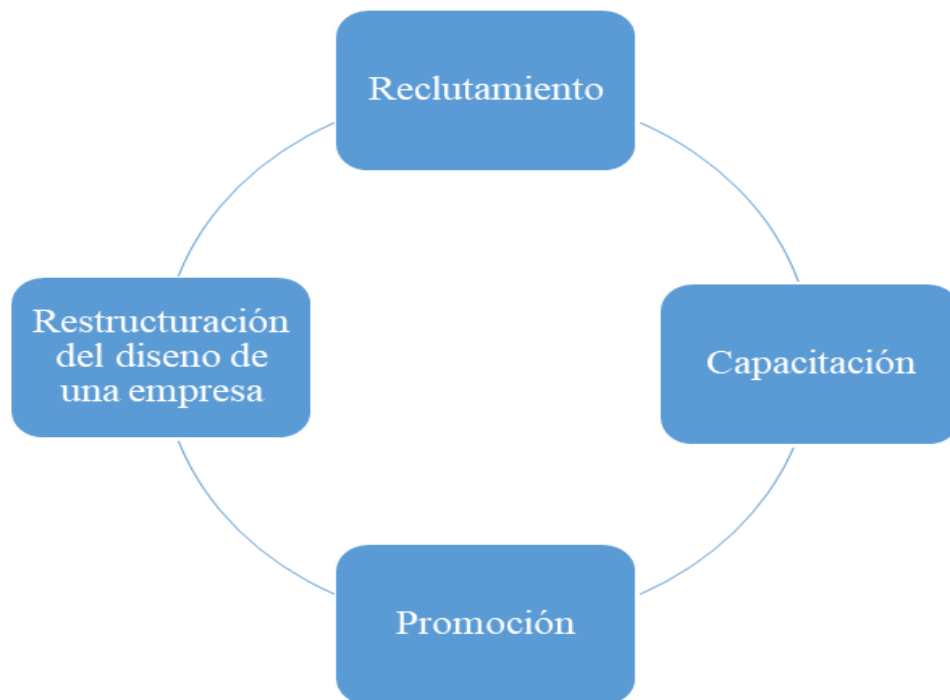 Reclutamiento
Restructuración
del diseno de
una empresa
Capacitación
Promoción